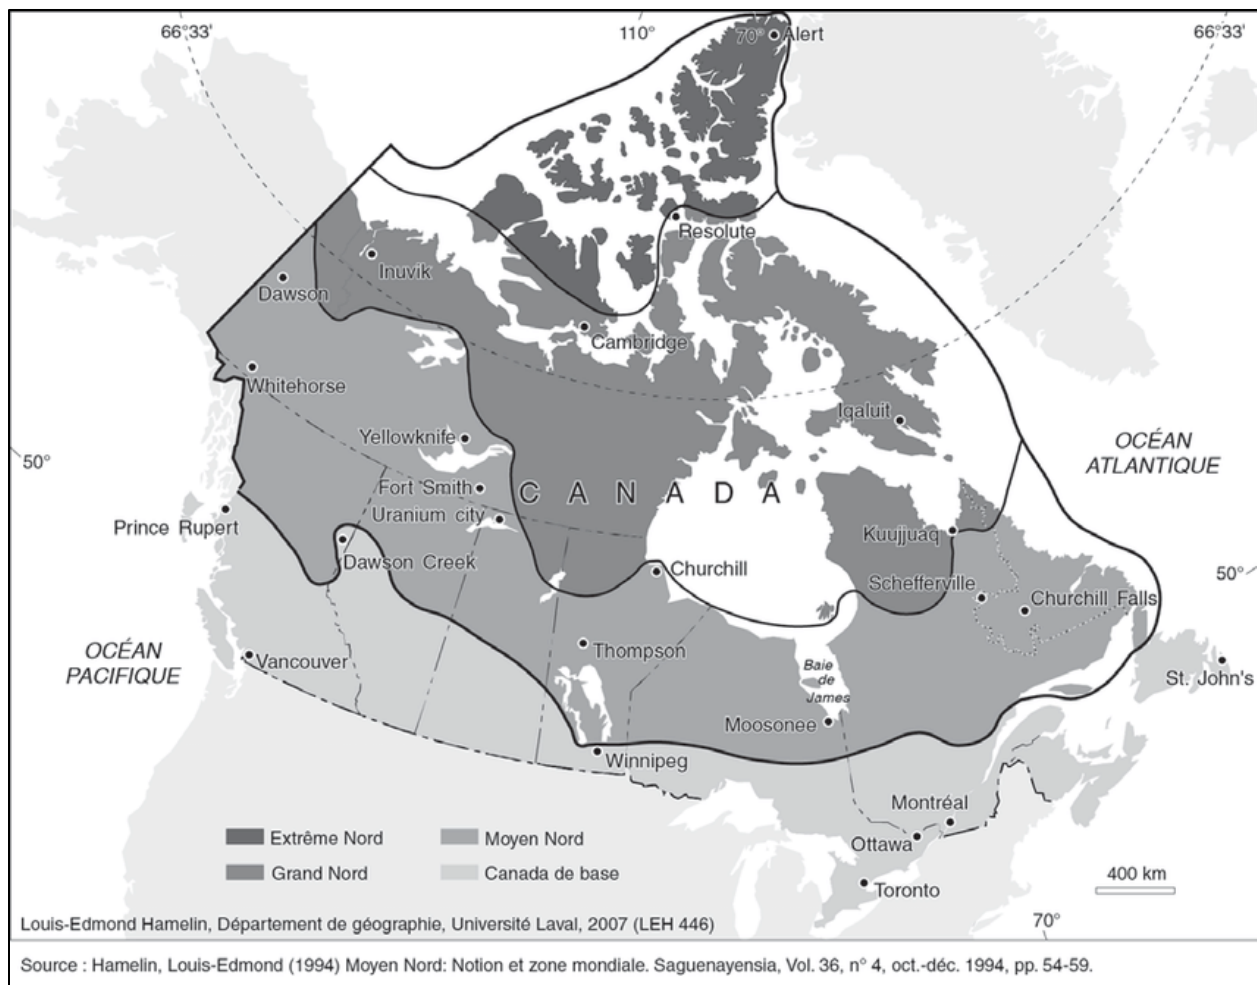 66°33'
110°
70°
Alert
66°33'
Resolute
Inuvik
Dawson
Cambridge
Whitehorse
Iqaluit
Yellowknife
OCÉAN
ATLANTIQUE
50°
Fort Smith
CANADA
Uranium city
Prince Rupert
Kuujjuaq
Dawson Creek
Churchill
50°
Schefferville
Churchill Falls
OCÉAN
PACIFIQUE
Thompson
Vancouver
Baie
de
James
St. John's
Moosonee
Winnipeg
Montréal
Extrême Nord
Moyen Nord
Ottawa
Grand Nord
Canada de base
400 km
Toronto
Louis-Edmond Hamelin, Département de géographie, Université Laval, 2007 (LEH 446)
70°
Source : Hamelin, Louis-Edmond (1994) Moyen Nord: Notion et zone mondiale. Saguenayensia, Vol. 36, n° 4, oct.-déc. 1994, pp. 54-59.